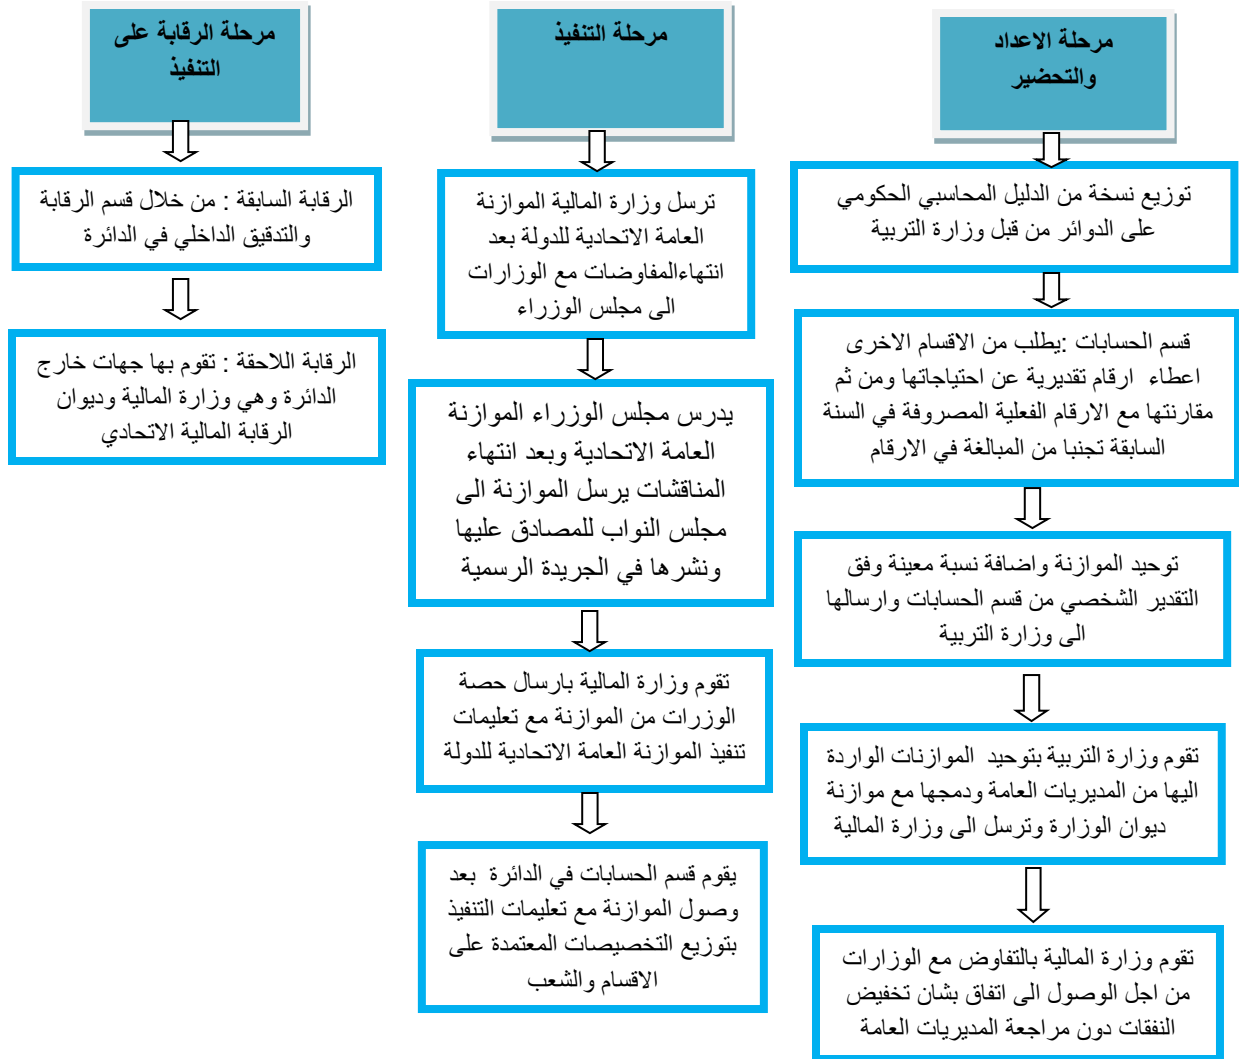 مرحلة الاعداد
والتحضير
توزيع نسخة من الدليل المحاسبي الحكومي
على الدوائر من قبل وزارة التربية
قسم الحسابات :يطلب من الاقسام الاخرى
اعطاء ارقام تقديرية عن احتياجاتها ومن ثم
مقارنتها مع الارقام الفعلية المصروفة في السنة
السابقة تجنبا من المبالغة في الارقام
توحيد الموازنة واضافة نسبة معينة وفق
التقدير الشخصي من قسم الحسابات وارسالها
الى وزارة التربية
تقوم وزارة التربية بتوحيد الموازنات الواردة
اليها من المديريات العامة ودمجها مع موازنة
ديوان الوزارة وترسل الى وزارة المالية
تقوم وزارة المالية بالتفاوض مع الوزارات
من اجل الوصول الى اتفاق بشان تخفيض
النفقات دون مراجعة المديريات العامة
مرحلة التنفيذ
ترسل وزارة المالية الموازنة
العامة الاتحادية للدولة بعد
انتهاءالمفاوضات مع الوزارات
الى مجلس الوزراء
يدرس مجلس الوزراء الموازنة
العامة الاتحادية وبعد انتهاء
المناقشات يرسل الموازنة الى
مجلس النواب للمصادق عليها
ونشرها في الجريدة الرسمية
تقوم وزارة المالية بارسال حصة
الوزرات من الموازنة مع تعليمات
تنفيذ الموازنة العامة الاتحادية للدولة
يقوم قسم الحسابات في الدائرة بعد
وصول الموازنة مع تعليمات التنفيذ
بتوزيع التخصيصات المعتمدة على
الاقسام والشعب
مرحلة الرقابة على
التنفيذ
الرقابة السابقة : من خلال قسم الرقابة
والتدقيق الداخلي في الدائرة
الرقابة اللاحقة : تقوم بها جهات خارج
الدائرة وهي وزارة المالية وديوان
الرقابة المالية الاتحادي